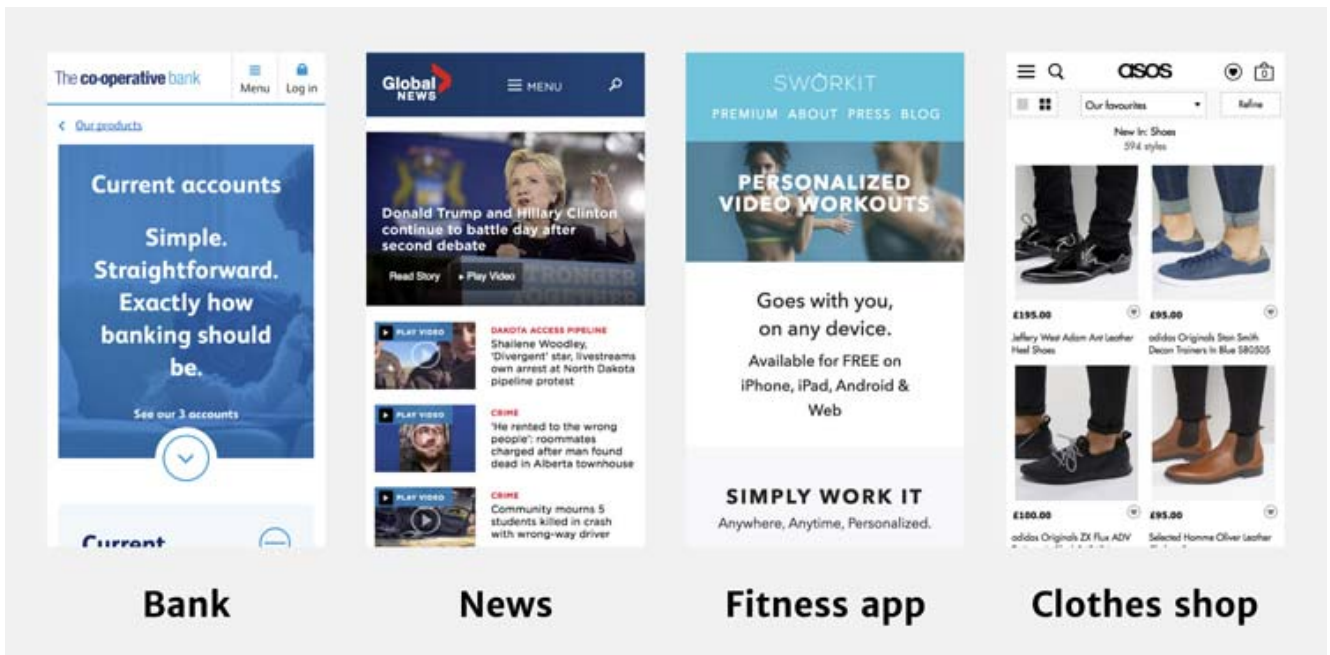 The co-operative bank
Menu
Log in
Our products
Current accounts
Simple.
Straightforward.
Exactly how
banking should
be.
See our 3 accounts
Current
Bank
Global
NEWS
MENU
Donald Trump and Hillary Clinton
continue to battle day after
second debate
Read Story
Play Video
STRONGER
TOGETHER
PLAY VIDEO
DAKOTA ACCESS PIPELINE
Shailene Woodley,
'Divergent' star, livestreams
own arrest at North Dakota
pipeline protest
PLAY VIDEO
CRIME
'He rented to the wrong
people': roommates
charged after man found
dead in Alberta townhouse
PLAY VIDEO
CRIME
Community mourns 5
students killed in crash
with wrong-way driver
News
SWORKIT
PREMIUM ABOUT PRESS BLOG
PERSONALIZED
VIDEO WORKOUTS
Goes with you,
on any device.
Available for FREE on
iPhone, iPad, Android &
Web
SIMPLY WORK IT
Anywhere, Anytime, Personalized.
Fitness app
asos
0
Our favourites
Refine
New In: Shoes
594 styles
£195.00
Jeffery West Adam Ant Leather
Heel Shoes
£95.00
adidas Originals Stan Smith
Decon Trainers In Blue SB0505
£100.00
adidas Originals ZX Flux ADV
£95.00
Selected Homme Oliver Leather
Clothes shop